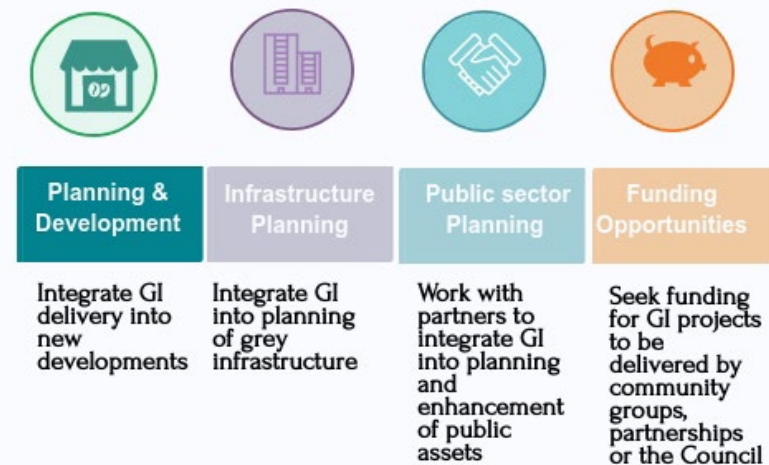 Planning &
Development
Infrastructure
Planning
Public sector
Planning
Funding
Opportunities
Integrate GI
delivery into
new
developments
Integrate GI
into planning
of grey
infrastructure
Work with
partners to
integrate GI
into planning
and
enhancement
of public
assets
Seek funding
for GI projects
to be
delivered by
community
groups,
partnerships
or the Council